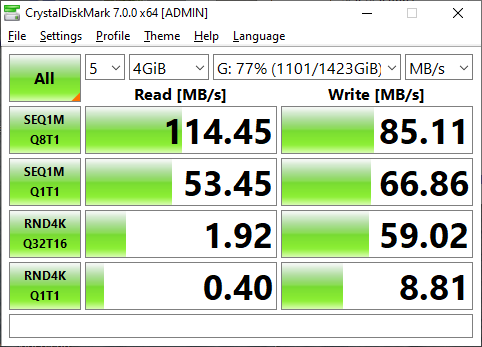 CrystalDiskMark 7.0.0 x64 [ADMIN]
File Settings Profile Theme Help Language
All 5 4GiB G: 77% (1101/1423GiB) MB/s
Read [MB/s] Write [MB/s]
SEQ1M
Q8T1 114.45 85.11
SEQ1M
Q1T1 53.45 66.86
RND4K
Q32T16 1.92 59.02
RND4K
Q1T1 0.40 8.81